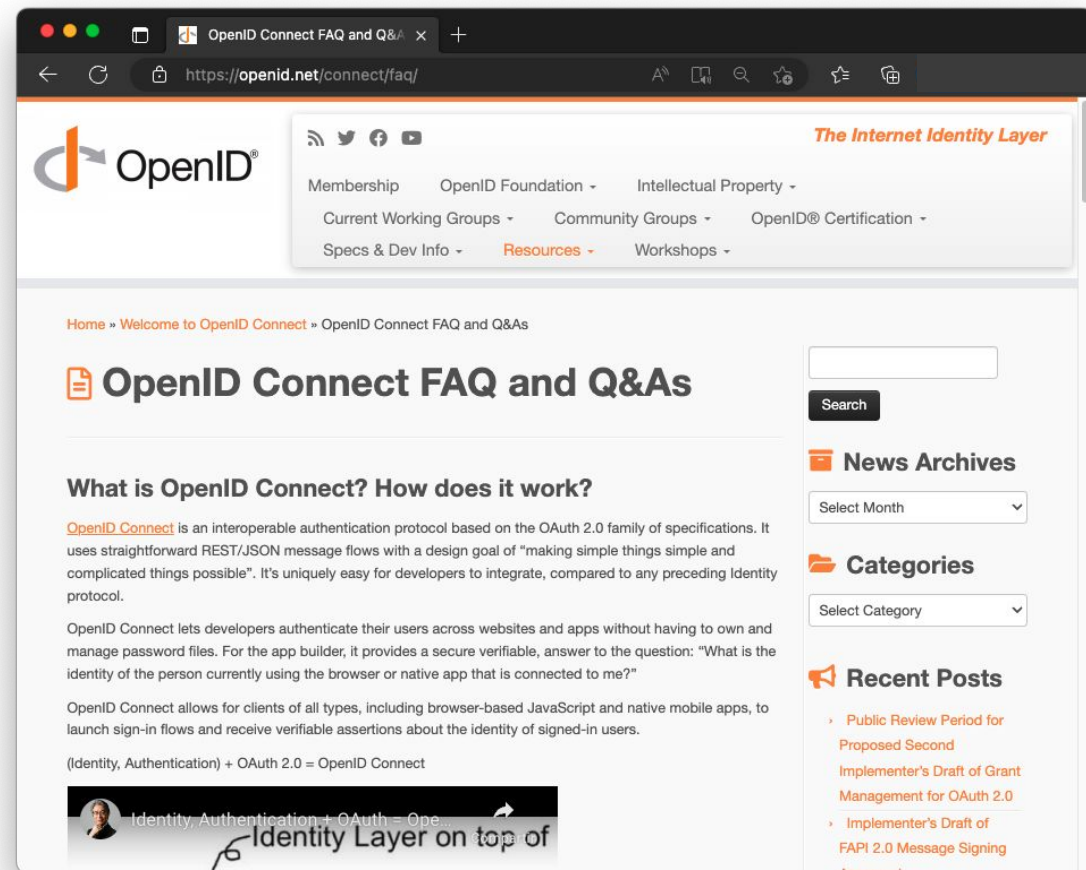 OpenID Connect FAQ and Q&A
https://openid.net/connect/faq/
OpenID®
The Internet Identity Layer
Membership OpenID Foundation Intellectual Property
Current Working Groups Community Groups OpenID® Certification
Specs & Dev Info Resources Workshops
Home » Welcome to OpenID Connect » OpenID Connect FAQ and Q&As
OpenID Connect FAQ and Q&As
What is OpenID Connect? How does it work?
OpenID Connect is an interoperable authentication protocol based on the OAuth 2.0 family of specifications. It
uses straightforward REST/JSON message flows with a design goal of “making simple things simple and
complicated things possible”. It’s uniquely easy for developers to integrate, compared to any preceding Identity
protocol.
OpenID Connect lets developers authenticate their users across websites and apps without having to own and
manage password files. For the app builder, it provides a secure verifiable, answer to the question: “What is the
identity of the person currently using the browser or native app that is connected to me?”
OpenID Connect allows for clients of all types, including browser-based JavaScript and native mobile apps, to
launch sign-in flows and receive verifiable assertions about the identity of signed-in users.
(Identity, Authentication) + OAuth 2.0 = OpenID Connect
Identity, Authentication + OAuth = Ope...
Identity Layer on top of
Search
News Archives
Select Month
Categories
Select Category
Recent Posts
Public Review Period for
Proposed Second
Implementer’s Draft of Grant
Management for OAuth 2.0
Implementer’s Draft of
FAPI 2.0 Message Signing